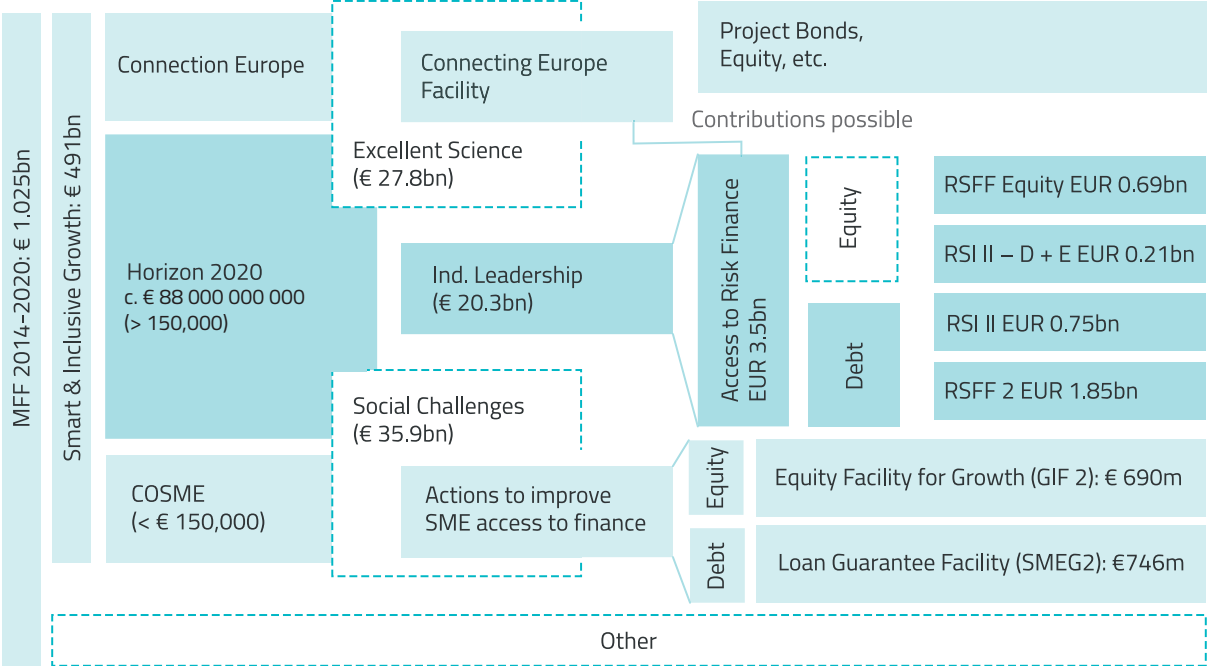 MFF 2014-2020: € 1.025bn
Smart & Inclusive Growth: € 491bn
Connection Europe
Horizon 2020
c. € 88 000 000 000
(> 150,000)
COSME
(< € 150,000)
Excellent Science
(€ 27.8bn)
Social Challenges
(€ 35.9bn)
Connecting Europe
Facility
Ind. Leadership
(€ 20.3bn)
Actions to improve
SME access to finance
Project Bonds,
Equity, etc.
Contributions possible
Access to Risk Finance
EUR 3.5bn
Equity
Debt
RSFF Equity EUR 0.69bn
RSI II – D + E EUR 0.21bn
RSI II EUR 0.75bn
RSFF 2 EUR 1.85bn
Equity
Equity Facility for Growth (GIF 2): € 690m
Debt
Loan Guarantee Facility (SMEG2): €746m
Other